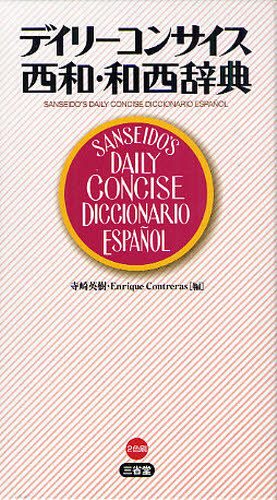 デイリーコンサイス
西和・和西辞典
SANSEIDO'S DAILY CONCISE DICCIONARIO ESPAÑOL
SANSEIDO'S
DAILY
CONCISE
DICCIONARIO
ESPAÑOL
寺﨑英樹・Enrique Contreras[編]
2色刷
三省堂